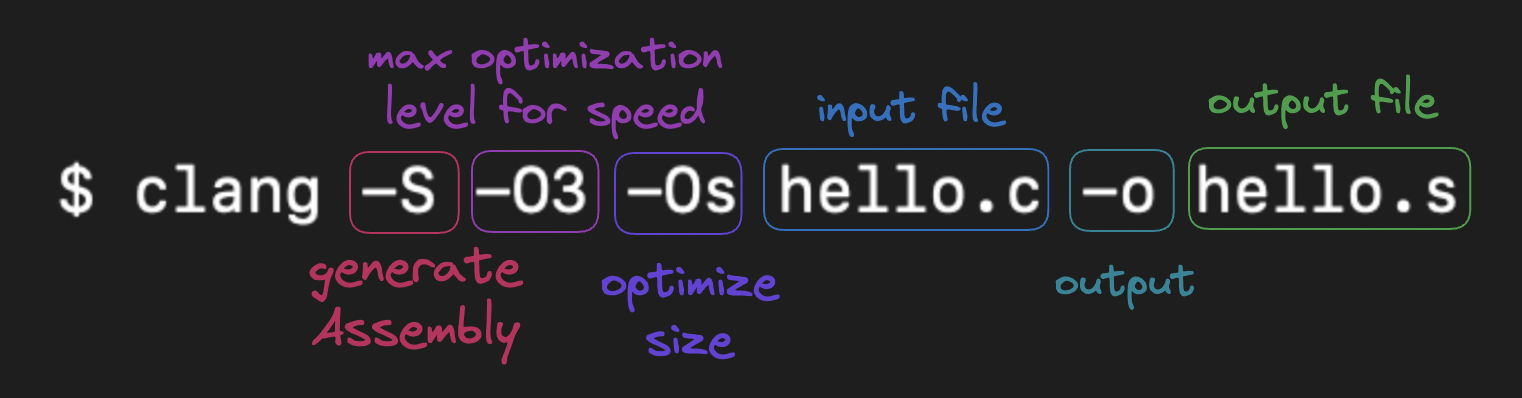 max optimization
level for speed
input file
output file
$ clang -S -O3 -Os hello.c -o hello.s
generate
Assembly
optimize
size
output